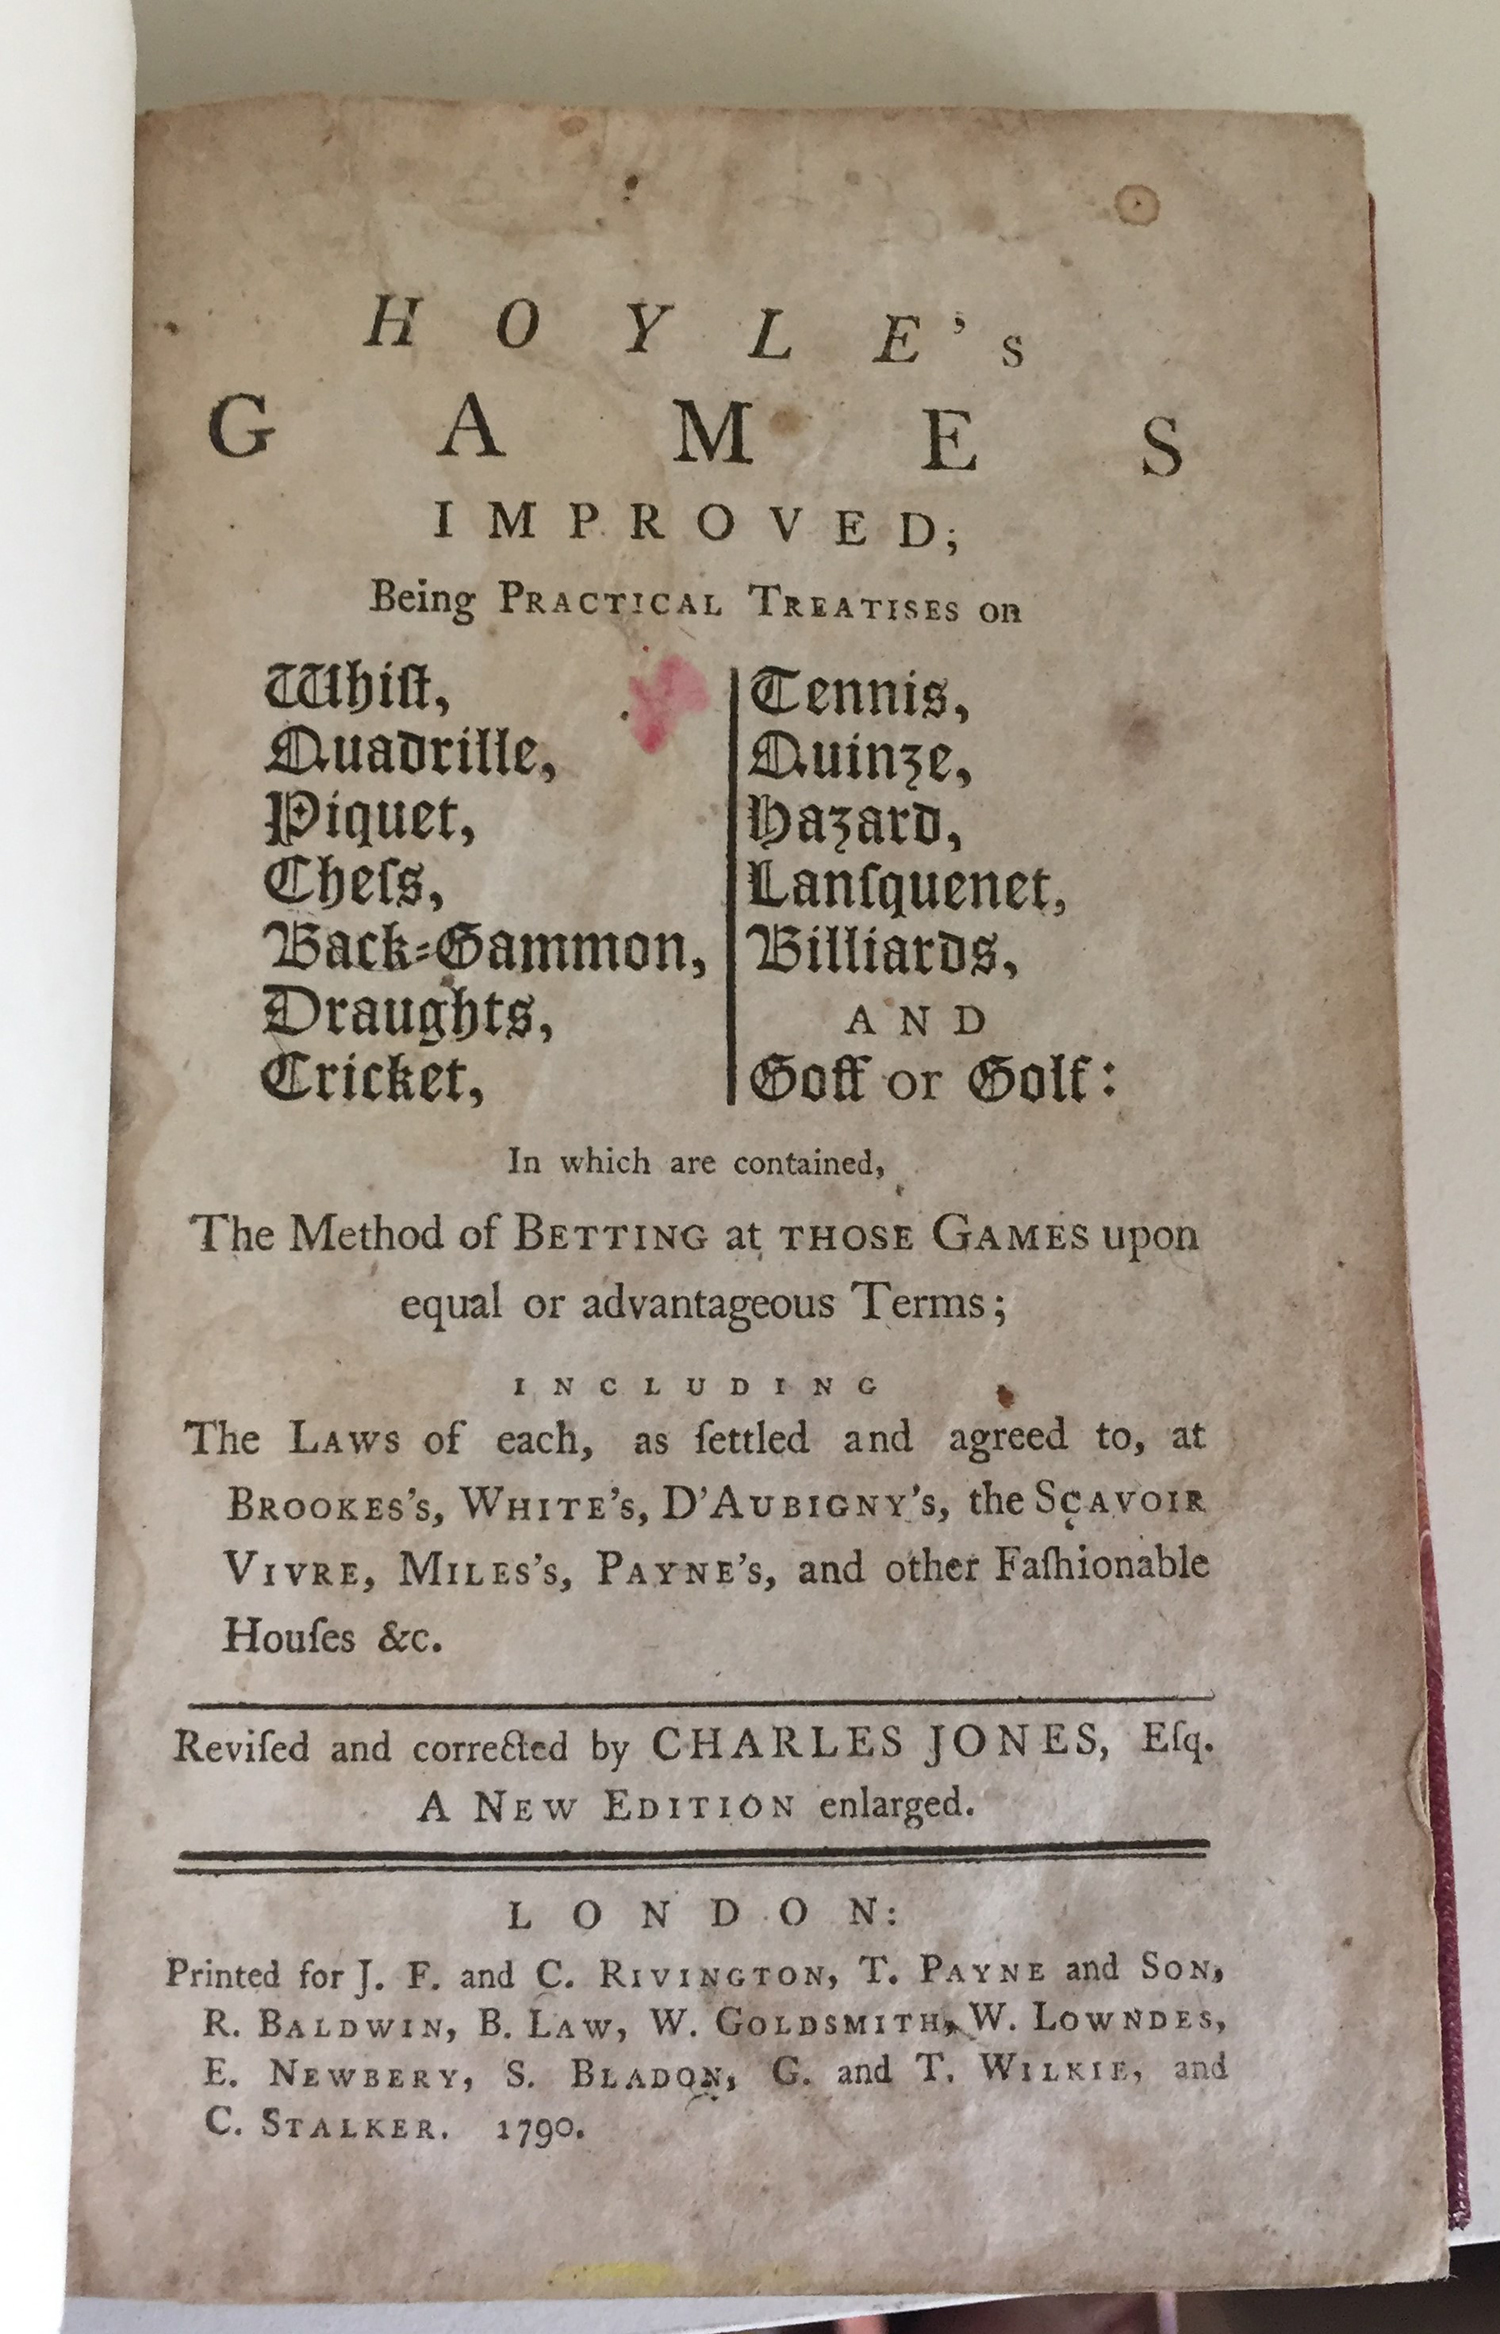 HOYLE's
GAMES
IMPROVED;
Being PRACTICAL TREATISES on
Whiſt,
Quadrille,
Piquet,
Cheſs,
Back-Gammon,
Draughts,
Cricket,
Tennis,
Quinze,
Hazard,
Lanſquenet,
Billiards,
AND
Goff or Golf:
In which are contained,
The Method of BETTING at THOSE GAMES upon
equal or advantageous Terms;
INCLUDING
The LAWS of each, as ſettled and agreed to, at
BROOKES's, WHITE's, D'AUBIGNY's, the SÇAVOIR
VIVRE, MILES's, PAYNE's, and other Faſhionable
Houſes &c.
Reviſed and corrected by CHARLES JONES, Eſq.
A NEW EDITION enlarged.
LONDON:
Printed for J. F. and C. RIVINGTON, T. PAYNE and SON,
R. BALDWIN, B. LAW, W. GOLDSMITH, W. LOWNDES,
E. NEWBERY, S. BLADON, G. and T. WILKIE, and
C. STALKER. 1790.